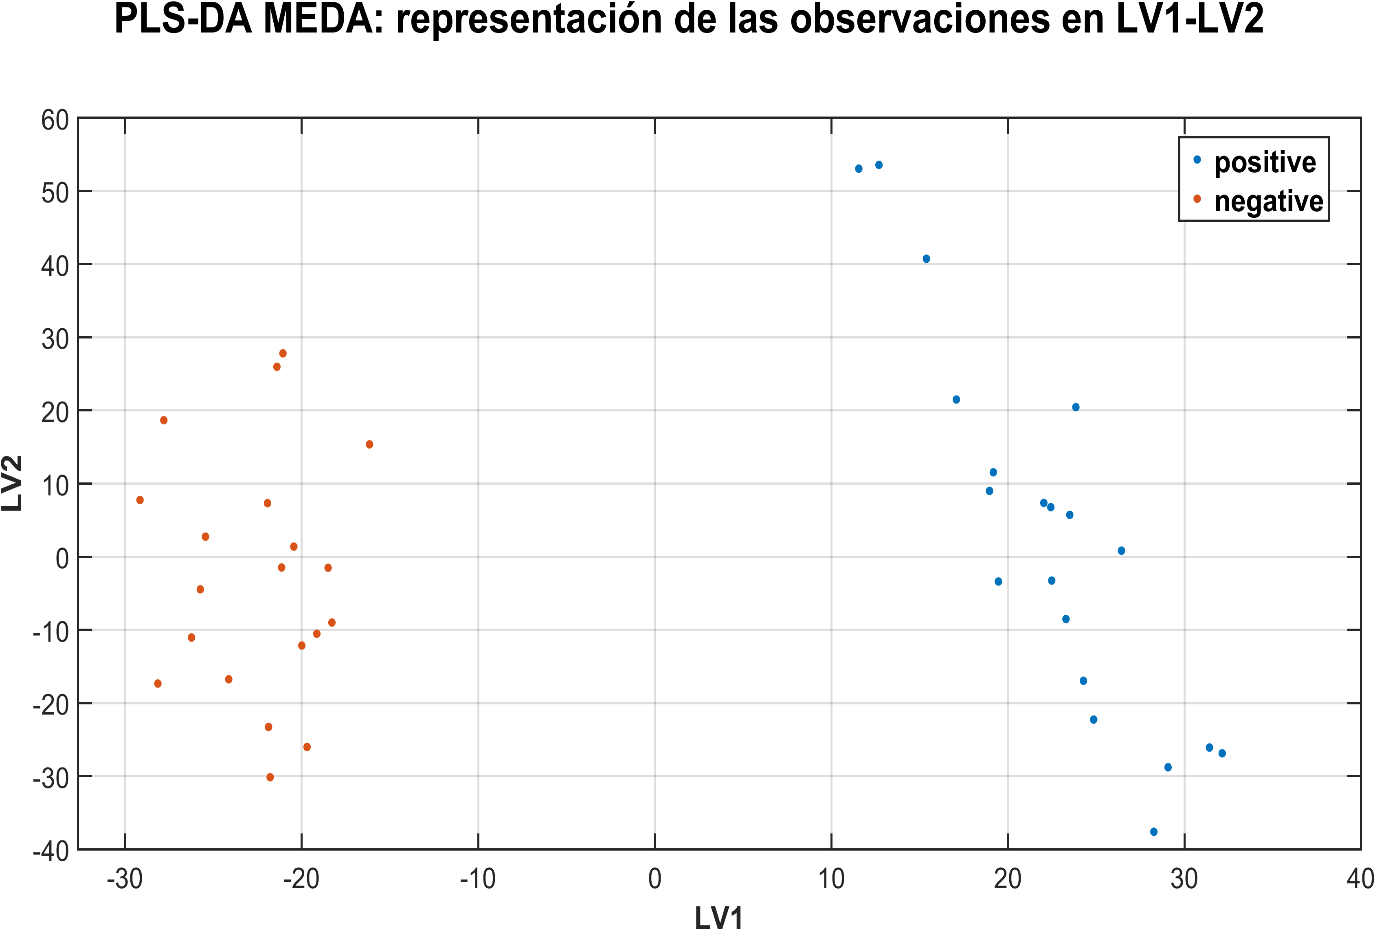 PLS-DA MEDA: representación de las observaciones en LV1-LV2
60
50
40
30
20
10
0
-10
-20
-30
-40
LV2
positive
negative
-30 -20 -10 0 10 20 30 40
LV1